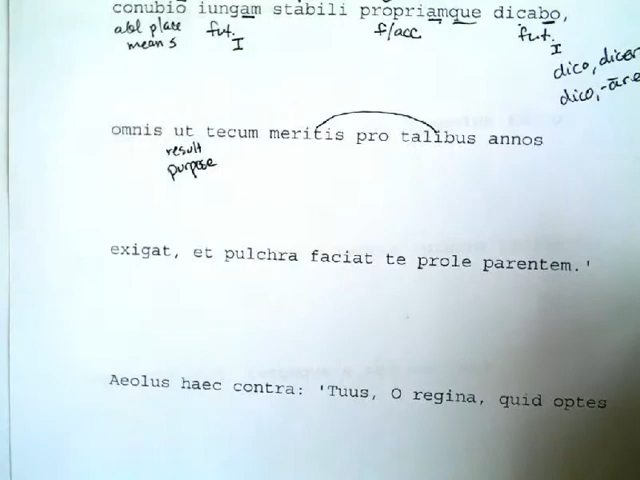 conubio iungam stabili propriamque dicabo,
abl place fut. f/acc fut.
means I I
dico, dicer
dico, -āre
omnis ut tecum meritis pro talibus annos
result
purpose
exigat, et pulchra faciat te prole parentem.'
Aeolus haec contra: 'Tuus, O regina, quid optes